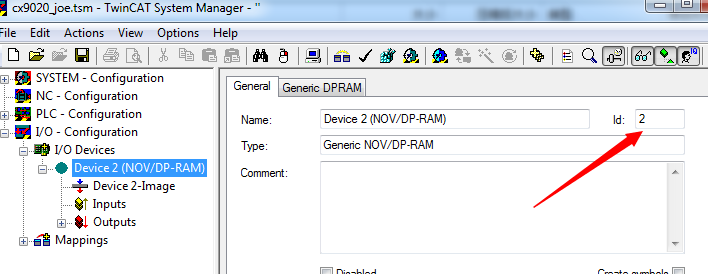 cx9020_joe.tsm - TwinCAT System Manager - ''
File Edit Actions View Options Help
SYSTEM - Configuration
NC - Configuration
PLC - Configuration
I/O - Configuration
I/O Devices
Device 2 (NOV/DP-RAM)
Device 2-Image
Inputs
Outputs
Mappings
General Generic DPRAM
Name: Device 2 (NOV/DP-RAM) Id: 2
Type: Generic NOV/DP-RAM
Comment:
Disabled Create symbols